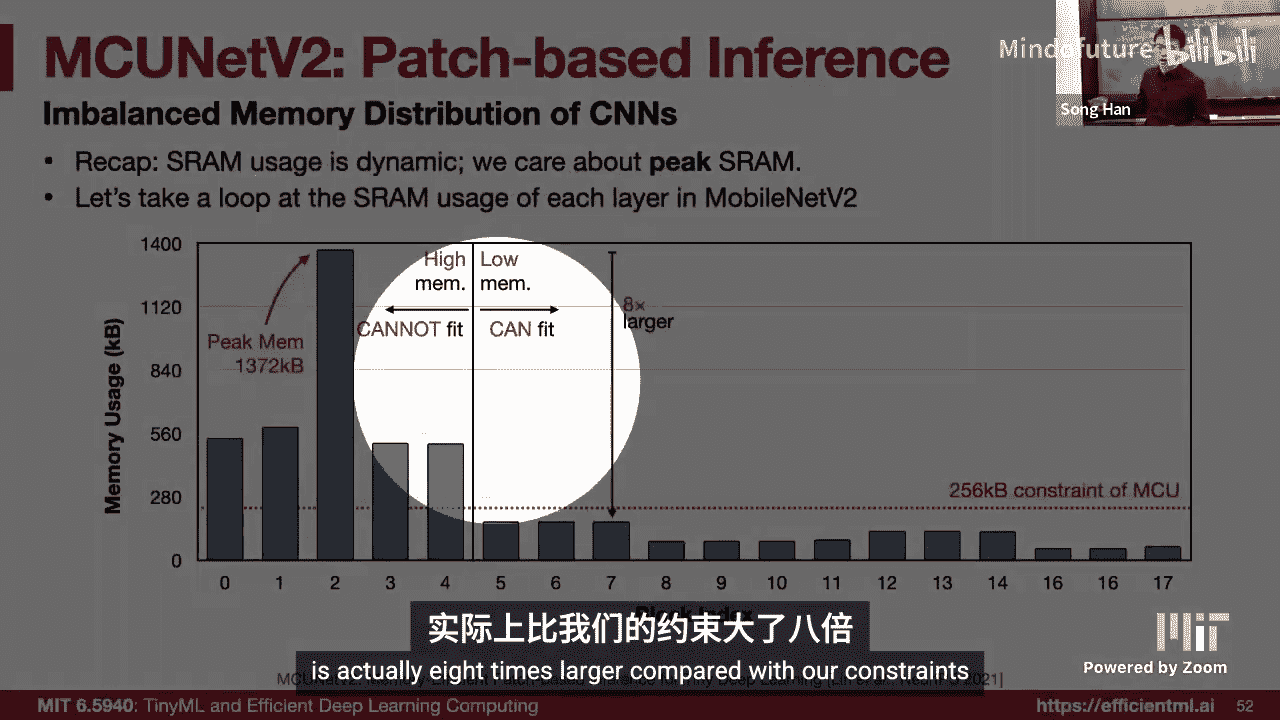 MCUNetV2: Patch-based Inference
Mindofuture bilibili
Song Han
Imbalanced Memory Distribution of CNNs
• Recap: SRAM usage is dynamic; we care about peak SRAM.
• Let's take a loop at the SRAM usage of each layer in MobileNetV2
Memory Usage (kB)
1400
1120
840
560
280
0
Peak Mem
1372kB
High
mem.
Low
mem.
CANNOT fit
CAN fit
8×
larger
256kB constraint of MCU
0 1 2 3 4 5 6 7 8 9 10 11 12 13 14 16 16 17
实际上比我们的约束大了八倍
is actually eight times larger compared with our constraints
MIT
Powered by Zoom
MIT 6.5940: TinyML and Efficient Deep Learning Computing
https://efficientml.ai
52